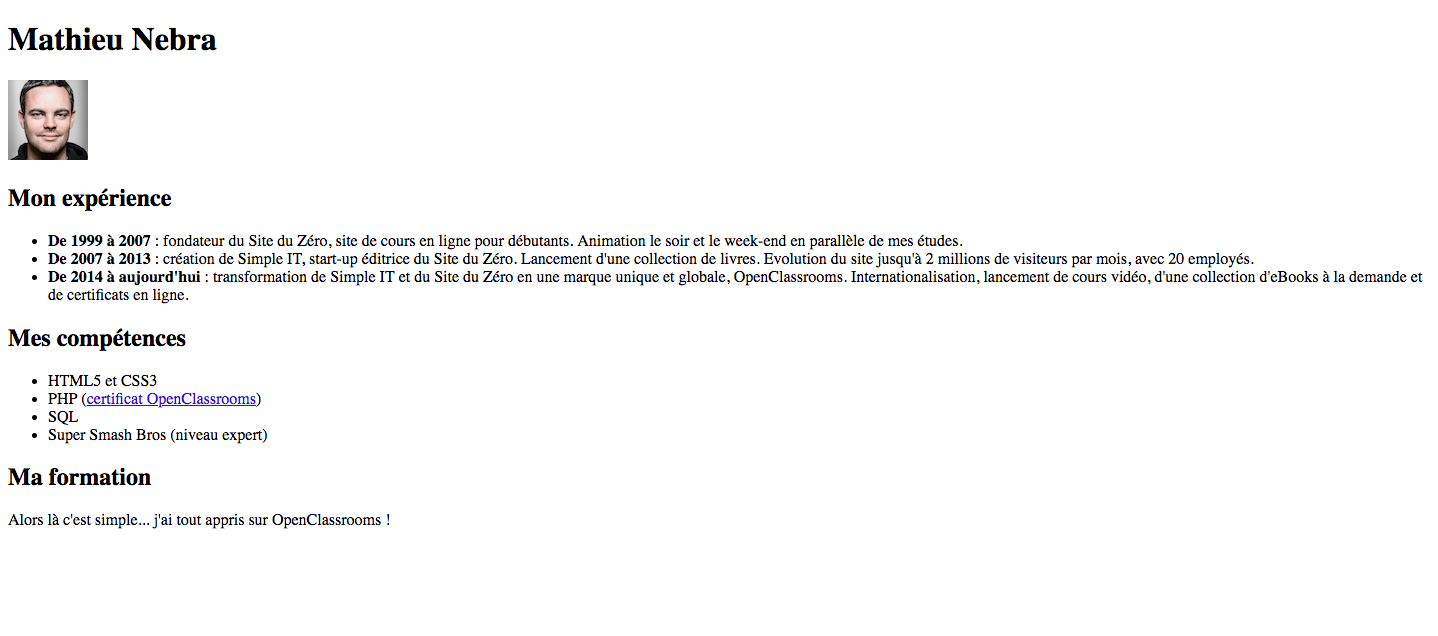 Mathieu Nebra
Mon expérience
• De 1999 à 2007 : fondateur du Site du Zéro, site de cours en ligne pour débutants. Animation le soir et le week-end en parallèle de mes études.
• De 2007 à 2013 : création de Simple IT, start-up éditrice du Site du Zéro. Lancement d'une collection de livres. Evolution du site jusqu'à 2 millions de visiteurs par mois, avec 20 employés.
• De 2014 à aujourd'hui : transformation de Simple IT et du Site du Zéro en une marque unique et globale, OpenClassrooms. Internationalisation, lancement de cours vidéo, d'une collection d'eBooks à la demande et
de certificats en ligne.
Mes compétences
• HTML5 et CSS3
• PHP (certificat OpenClassrooms)
• SQL
• Super Smash Bros (niveau expert)
Ma formation
Alors là c'est simple... j'ai tout appris sur OpenClassrooms !